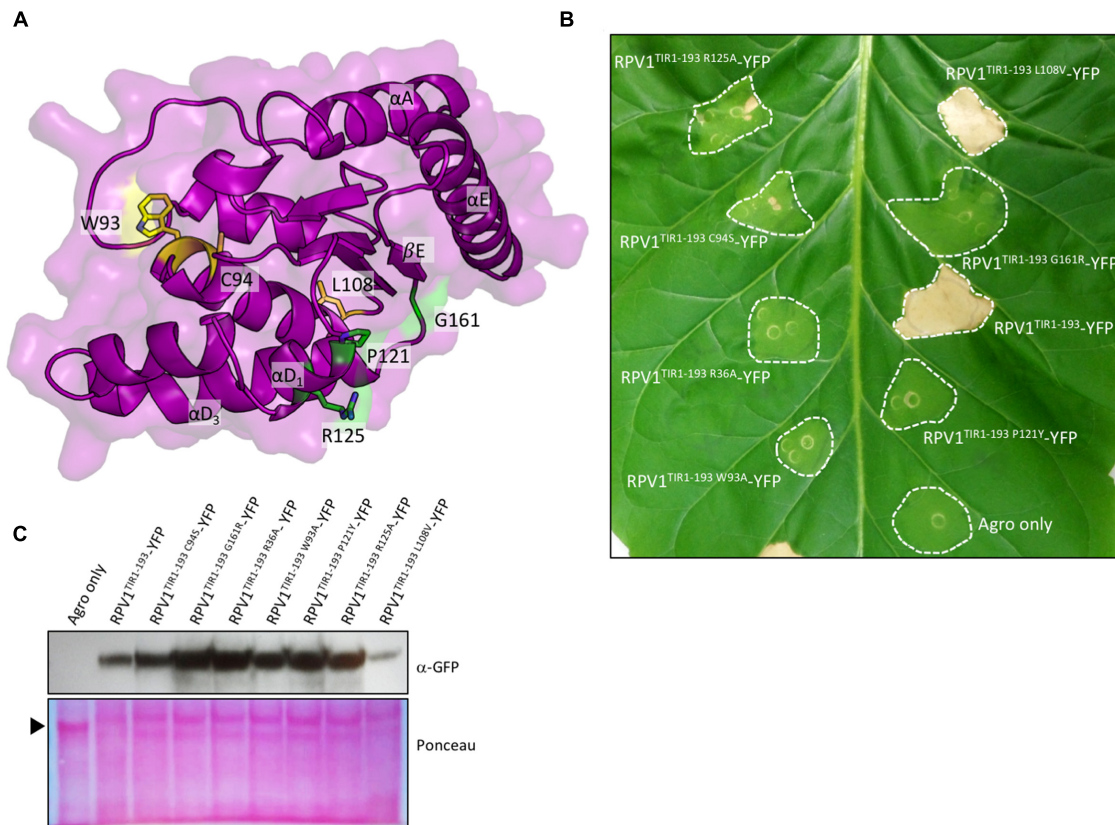 A
αA
αE
W93
βE
C94
L108
G161
P121
αD1
αD3
R125
B
RPV1TIR1-193 R125A-YFP
RPV1TIR1-193 L108V-YFP
RPV1TIR1-193 C94S-YFP
RPV1TIR1-193 G161R-YFP
RPV1TIR1-193-YFP
RPV1TIR1-193 R36A-YFP
RPV1TIR1-193 P121Y-YFP
RPV1TIR1-193 W93A-YFP
Agro only
C
Agro only
RPV1TIR1-193-YFP
RPV1TIR1-193 C94S-YFP
RPV1TIR1-193 G161R-YFP
RPV1TIR1-193 R36A-YFP
RPV1TIR1-193 W93A-YFP
RPV1TIR1-193 P121Y-YFP
RPV1TIR1-193 R125A-YFP
RPV1TIR1-193 L108V-YFP
α-GFP
Ponceau